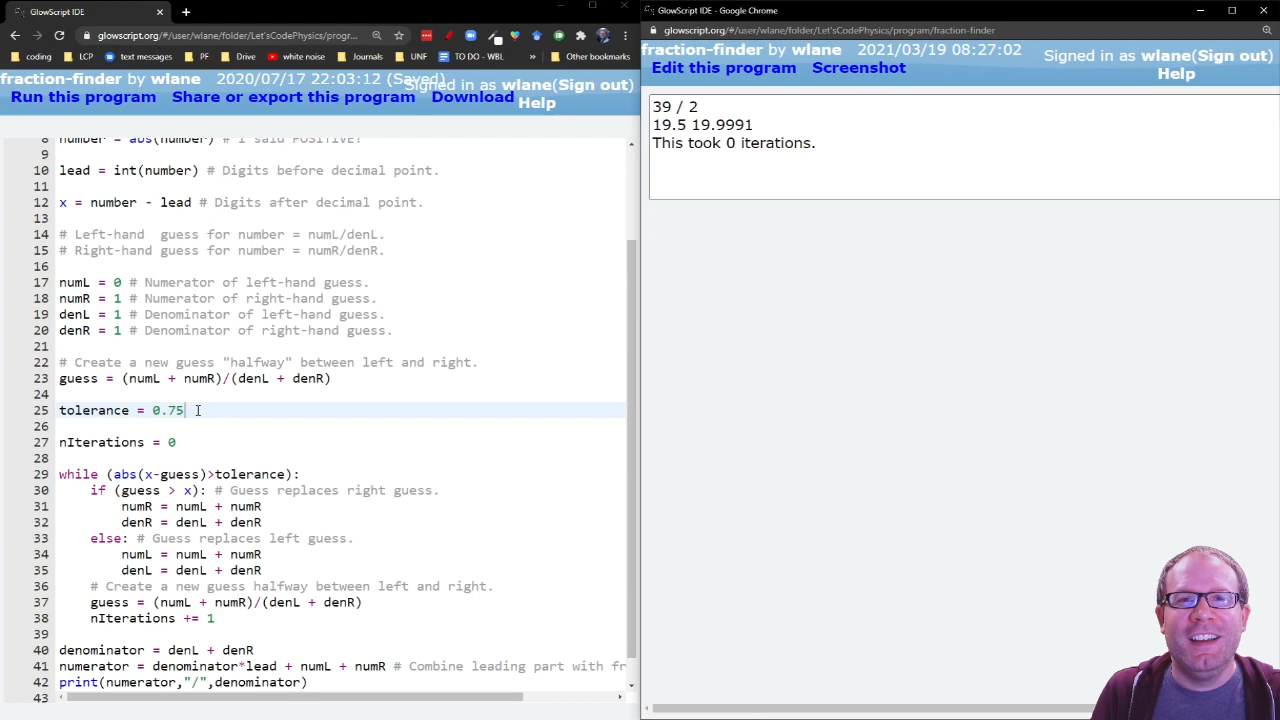 GlowScript IDE
glowscript.org/#/user/wlane/folder/Let'sCodePhysics/progr...
coding
LCP
text messages
PF
Drive
white noise
Journals
UNF
TO DO - WBL
»
Other bookmarks
fraction-finder by wlane 2020/07/17 22:03:12 (Saved)
Signed in as wlane(Sign out)
Run this program Share or export this program Download
Help
8 number = abs(number) # I said POSITIVE!
9
10 lead = int(number) # Digits before decimal point.
11
12 x = number - lead # Digits after decimal point.
13
14 # Left-hand  guess for number = numL/denL.
15 # Right-hand guess for number = numR/denR.
16
17 numL = 0 # Numerator of left-hand guess.
18 numR = 1 # Numerator of right-hand guess.
19 denL = 1 # Denominator of left-hand guess.
20 denR = 1 # Denominator of right-hand guess.
21
22 # Create a new guess "halfway" between left and right.
23 guess = (numL + numR)/(denL + denR)
24
25 tolerance = 0.75
26
27 nIterations = 0
28
29 while (abs(x-guess)>tolerance):
30 if (guess > x): # Guess replaces right guess.
31 numR = numL + numR
32 denR = denL + denR
33 else: # Guess replaces left guess.
34 numL = numL + numR
35 denL = denL + denR
36 # Create a new guess halfway between left and right.
37 guess = (numL + numR)/(denL + denR)
38 nIterations += 1
39
40 denominator = denL + denR
41 numerator = denominator*lead + numL + numR # Combine leading part with fr
42 print(numerator,"/",denominator)
43
GlowScript IDE - Google Chrome
glowscript.org/#/user/wlane/folder/Let'sCodePhysics/program/fraction-finder
fraction-finder by wlane 2021/03/19 08:27:02
Signed in as wlane(Sign out)
Edit this program Screenshot
Help
39 / 2
19.5 19.9991
This took 0 iterations.